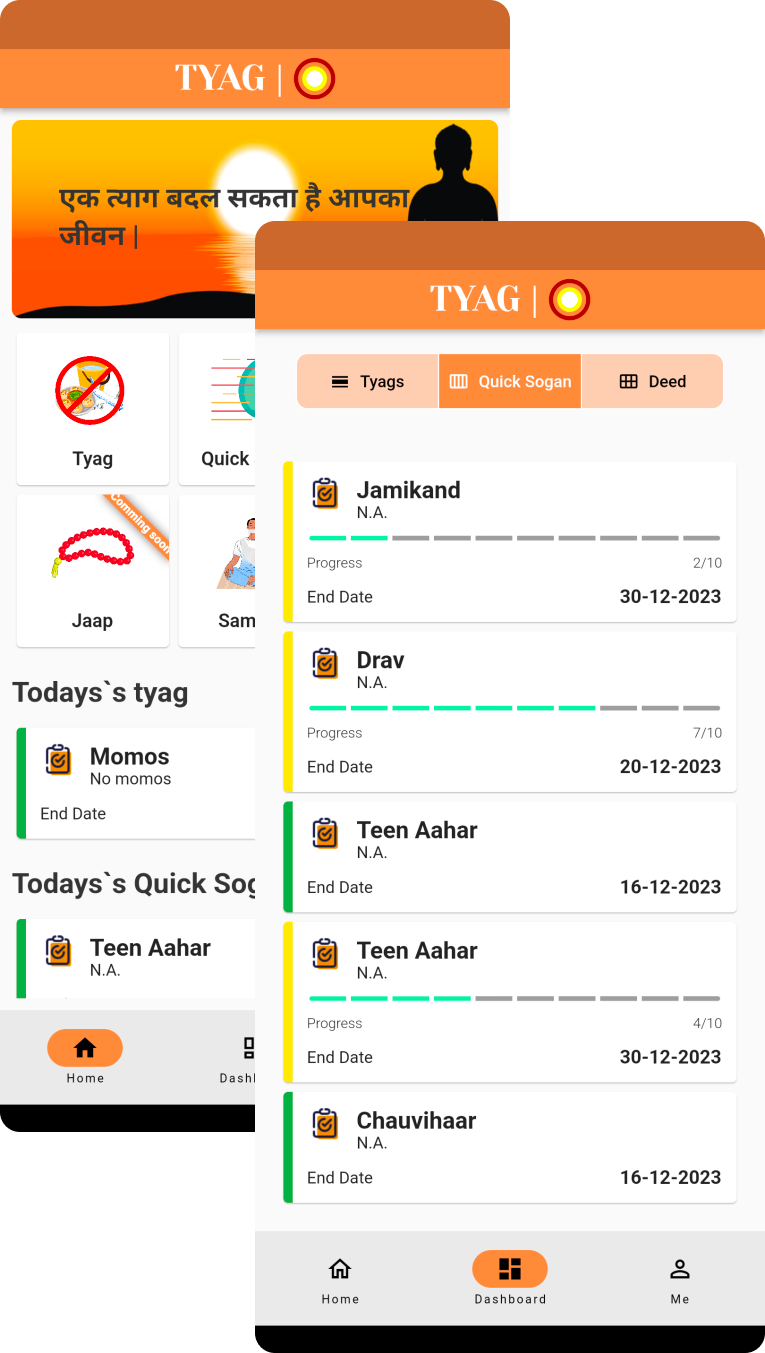 TYAG |
एक त्याग बदल सकता है आपका
जीवन |
Tyag
Quick
Comming soon
Jaap
Sam
Todays`s tyag
Momos
No momos
End Date
Todays`s Quick Sog
Teen Aahar
N.A.
Home
Dash
TYAG |
Tyags
Quick Sogan
Deed
Jamikand
N.A.
Progress 2/10
End Date 30-12-2023
Drav
N.A.
Progress 7/10
End Date 20-12-2023
Teen Aahar
N.A.
End Date 16-12-2023
Teen Aahar
N.A.
Progress 4/10
End Date 30-12-2023
Chauvihaar
N.A.
End Date 16-12-2023
Home
Dashboard
Me